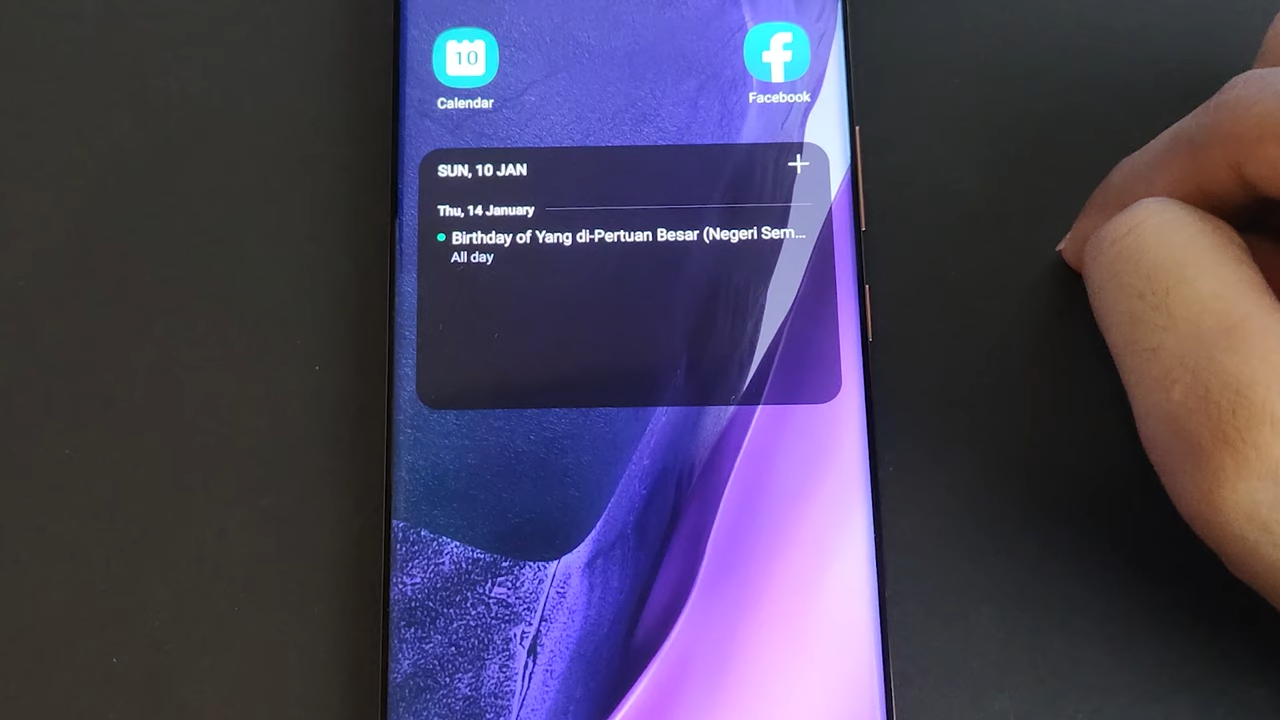 10
Calendar
Facebook
SUN, 10 JAN
Thu, 14 January
Birthday of Yang di-Pertuan Besar (Negeri Sem...
All day